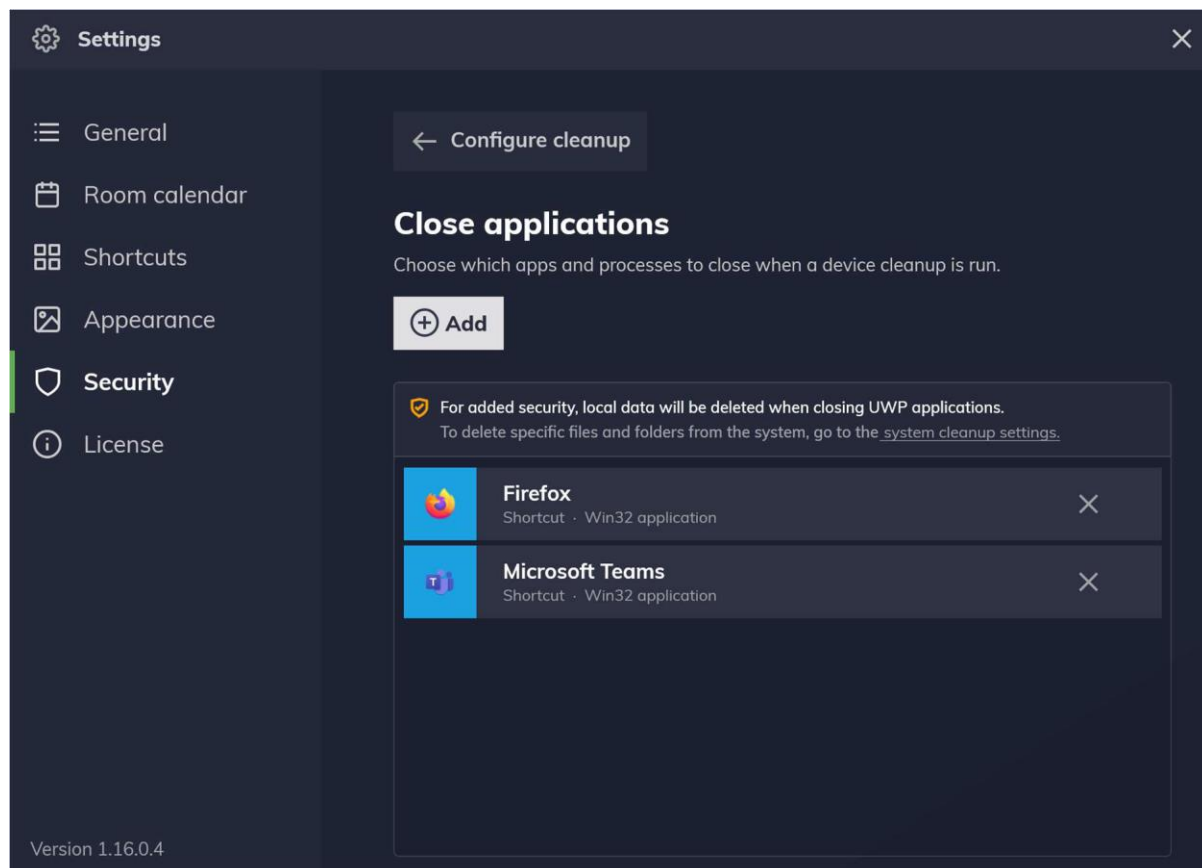 Settings
General
Room calendar
Shortcuts
Appearance
Security
License
Version 1.16.0.4
Configure cleanup
Close applications
Choose which apps and processes to close when a device cleanup is run.
Add
For added security, local data will be deleted when closing UWP applications.
To delete specific files and folders from the system, go to the system cleanup settings.
Firefox
Shortcut · Win32 application
Microsoft Teams
Shortcut · Win32 application